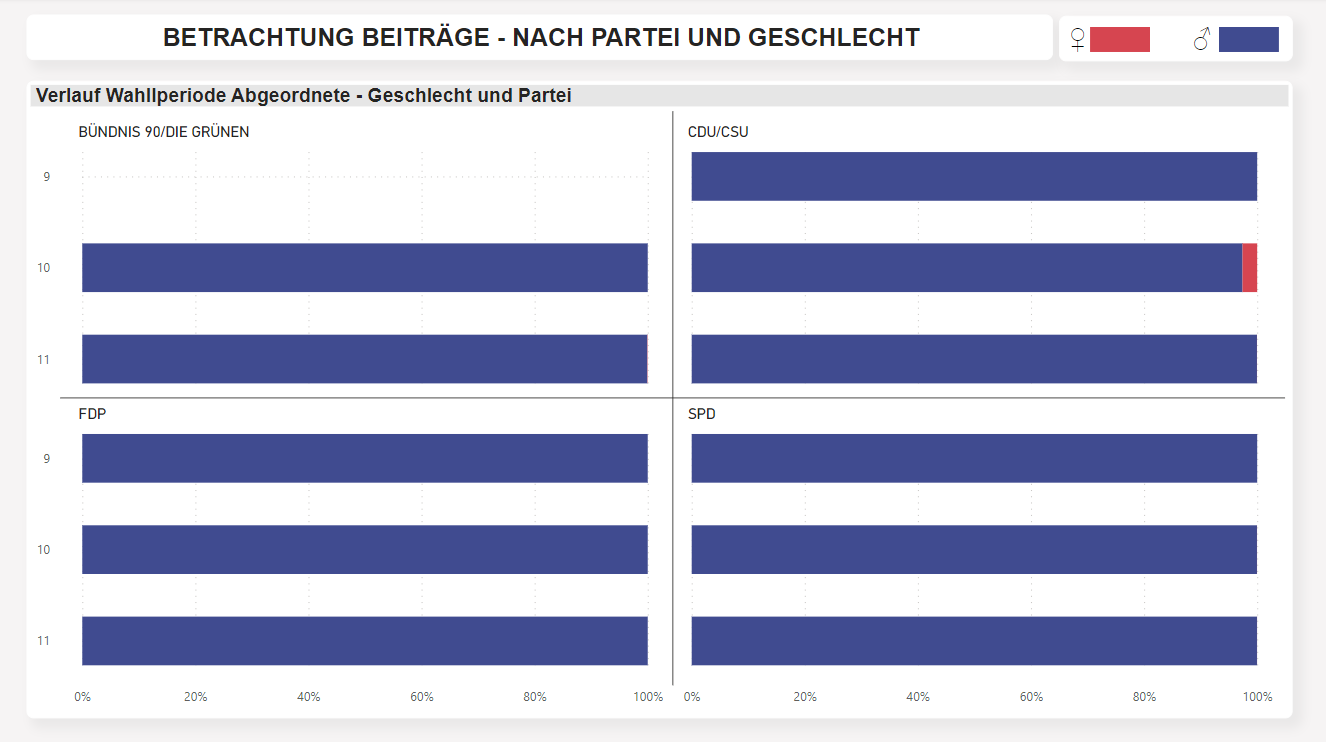 BETRACHTUNG BEITRÄGE - NACH PARTEI UND GESCHLECHT
♀ ♂
Verlauf Wahllperiode Abgeordnete - Geschlecht und Partei
BÜNDNIS 90/DIE GRÜNEN
CDU/CSU
9
10
11
FDP
SPD
9
10
11
0% 20% 40% 60% 80% 100% 0% 20% 40% 60% 80% 100%